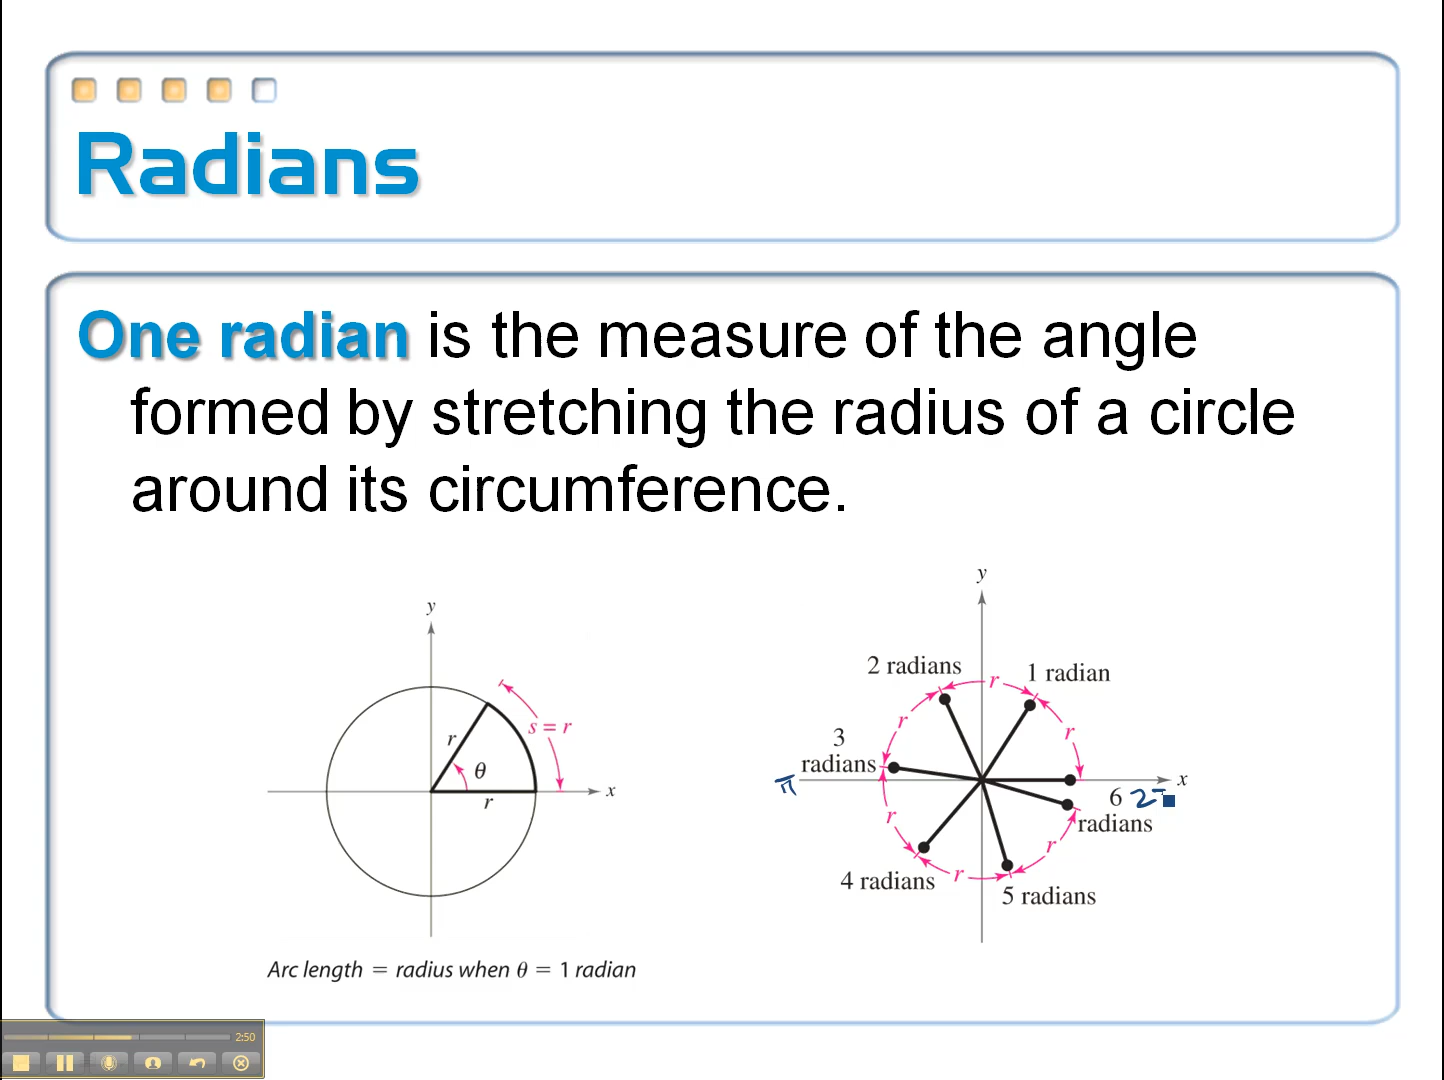 Radians
One radian is the measure of the angle
formed by stretching the radius of a circle
around its circumference.
y
s = r
r
θ
r
x
Arc length = radius when θ = 1 radian
y
2 radians
1 radian
r
r
r
3
radians
π
x
6
2
radians
r
r
r
4 radians
5 radians
2:50